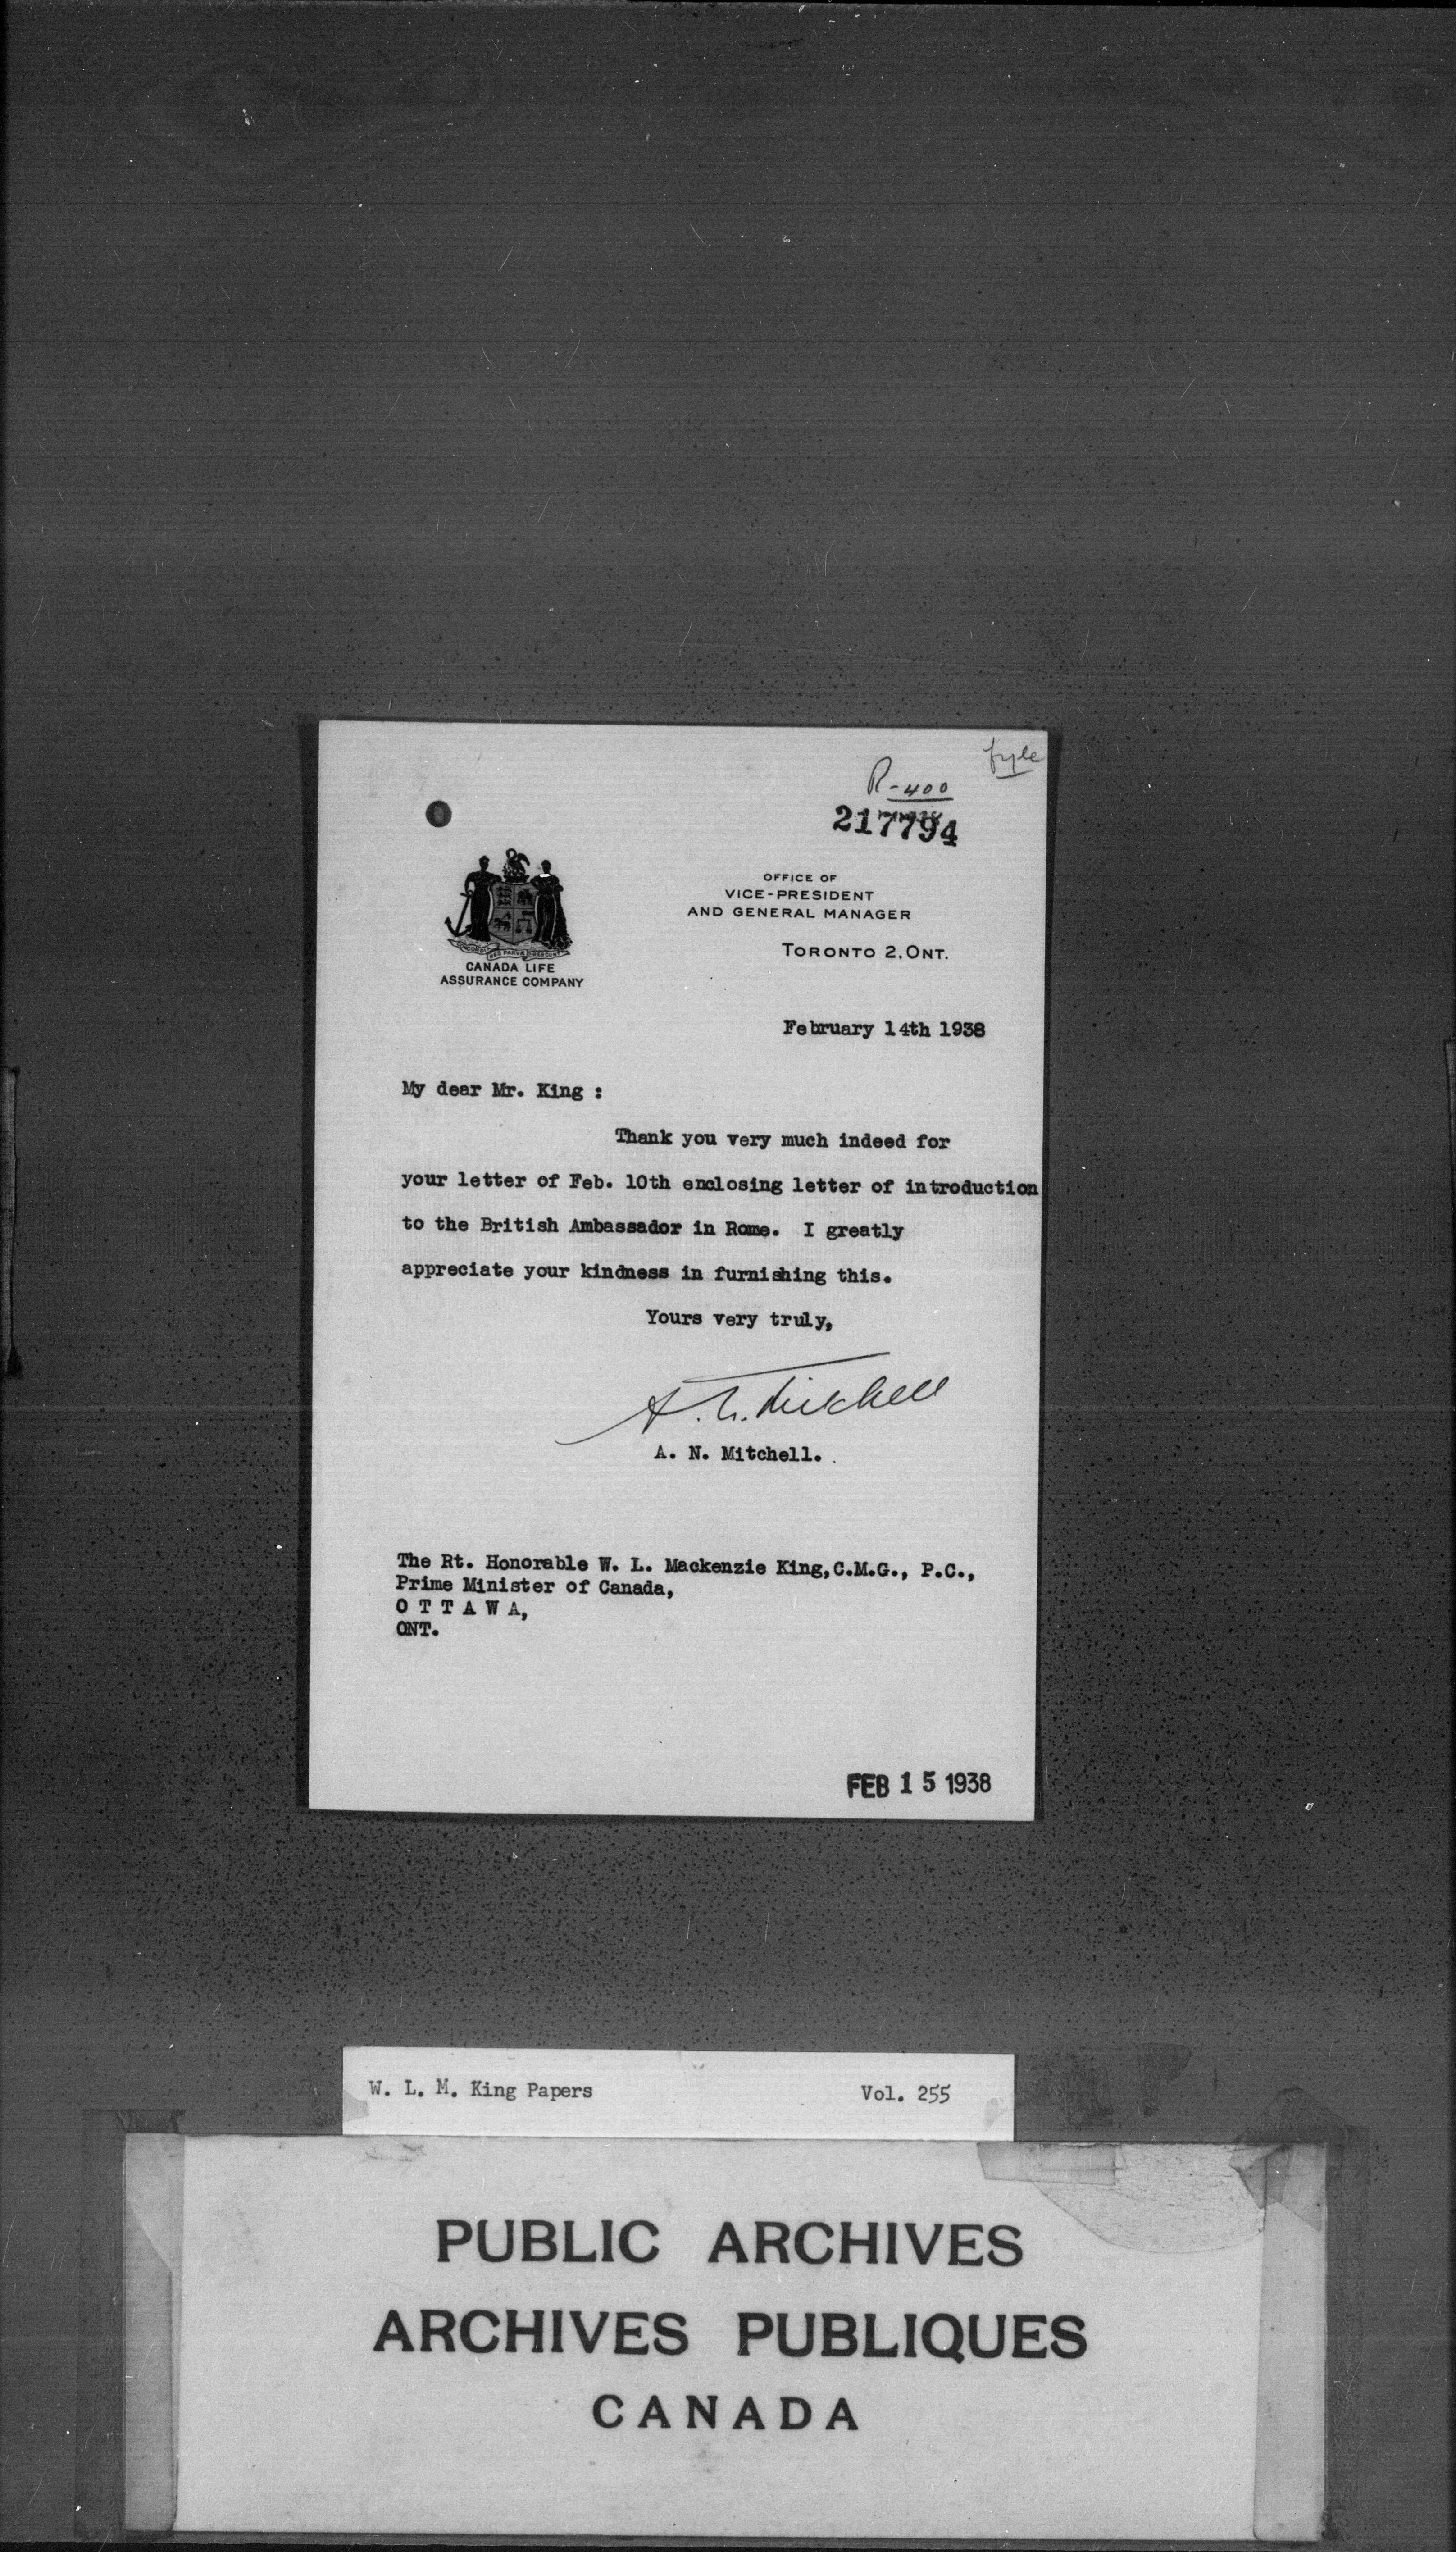 fyle
R-400
217794
OFFICE OF
VICE-PRESIDENT
AND GENERAL MANAGER
TORONTO 2, ONT.
CANADA LIFE
ASSURANCE COMPANY
February 14th 1938
My dear Mr. King :
Thank you very much indeed for
your letter of Feb. 10th enclosing letter of introduction
to the British Ambassador in Rome. I greatly
appreciate your kindness in furnishing this.
Yours very truly,
A. N. Mitchell
A. N. Mitchell.
The Rt. Honorable W. L. Mackenzie King, C.M.G., P.C.,
Prime Minister of Canada,
O T T A W A,
ONT.
FEB 15 1938
W. L. M. King Papers Vol. 255
PUBLIC ARCHIVES
ARCHIVES PUBLIQUES
CANADA